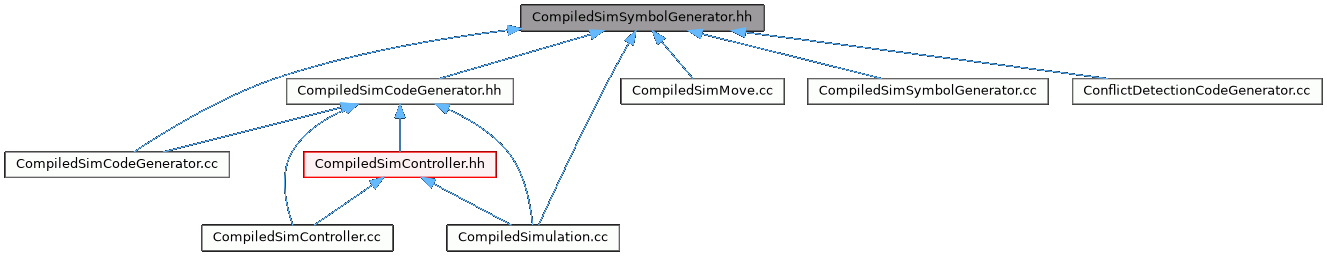 CompiledSimSymbolGenerator.hh
CompiledSimCodeGenerator.hh
CompiledSimMove.cc
CompiledSimSymbolGenerator.cc
ConflictDetectionCodeGenerator.cc
CompiledSimCodeGenerator.cc
CompiledSimController.hh
CompiledSimController.cc
CompiledSimulation.cc